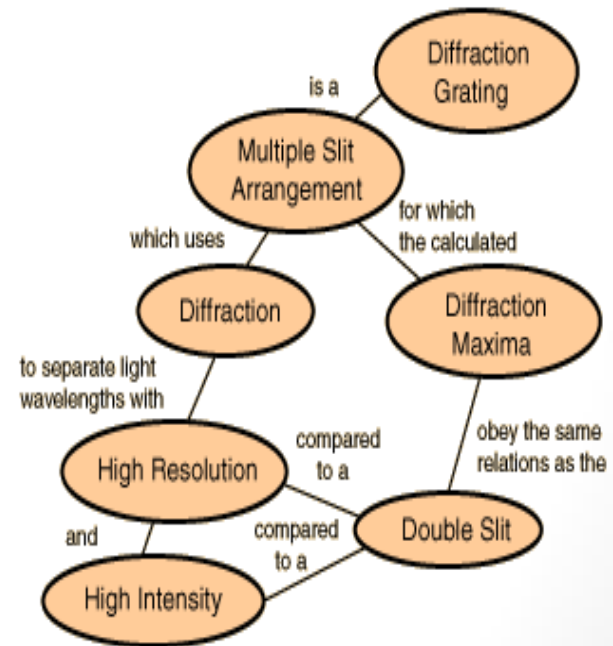 Diffraction
Grating
is a
Multiple Slit
Arrangement
for which
the calculated
which uses
Diffraction
Diffraction
Maxima
to separate light
wavelengths with
obey the same
relations as the
compared
to a
High Resolution
Double Slit
and
compared
to a
High Intensity